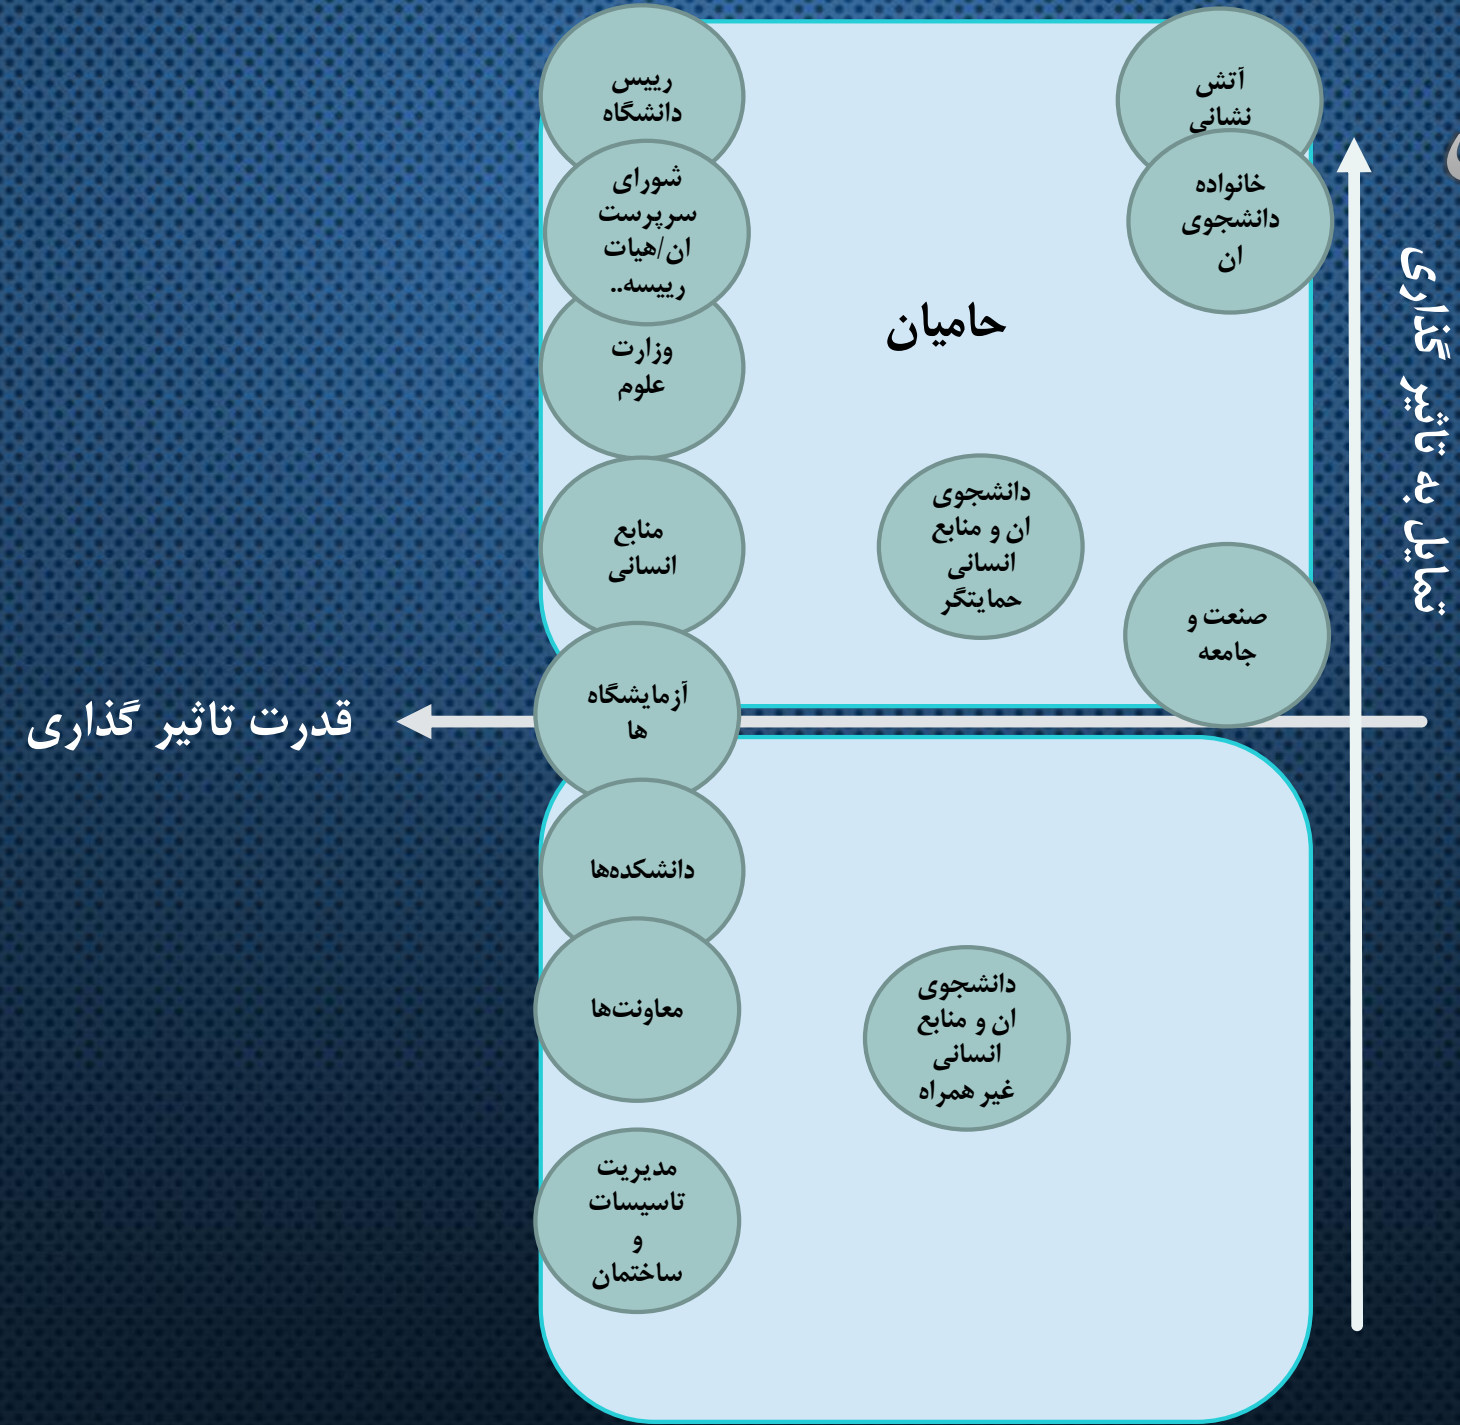 آتش
نشانی
خانواده
دانشجوی
ان
رییس
دانشگاه
شورای
سرپرست
ان/هیات
رییسه..
وزارت
علوم
حامیان
تمایل به تاثیر گذاری
دانشجوی
ان و منابع
انسانی
حمایتگر
منابع
انسانی
صنعت و
جامعه
آزمایشگاه
ها
قدرت تاثیر گذاری
دانشکده‌ها
معاونت‌ها
دانشجوی
ان و منابع
انسانی
غیر همراه
مدیریت
تاسیسات
و
ساختمان